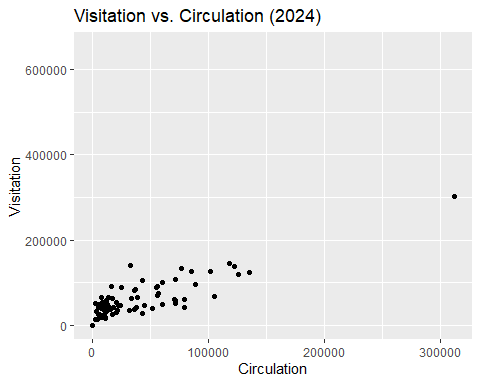 Visitation vs. Circulation (2024)
600000
400000
200000
0
Visitation
0 100000 200000 300000
Circulation